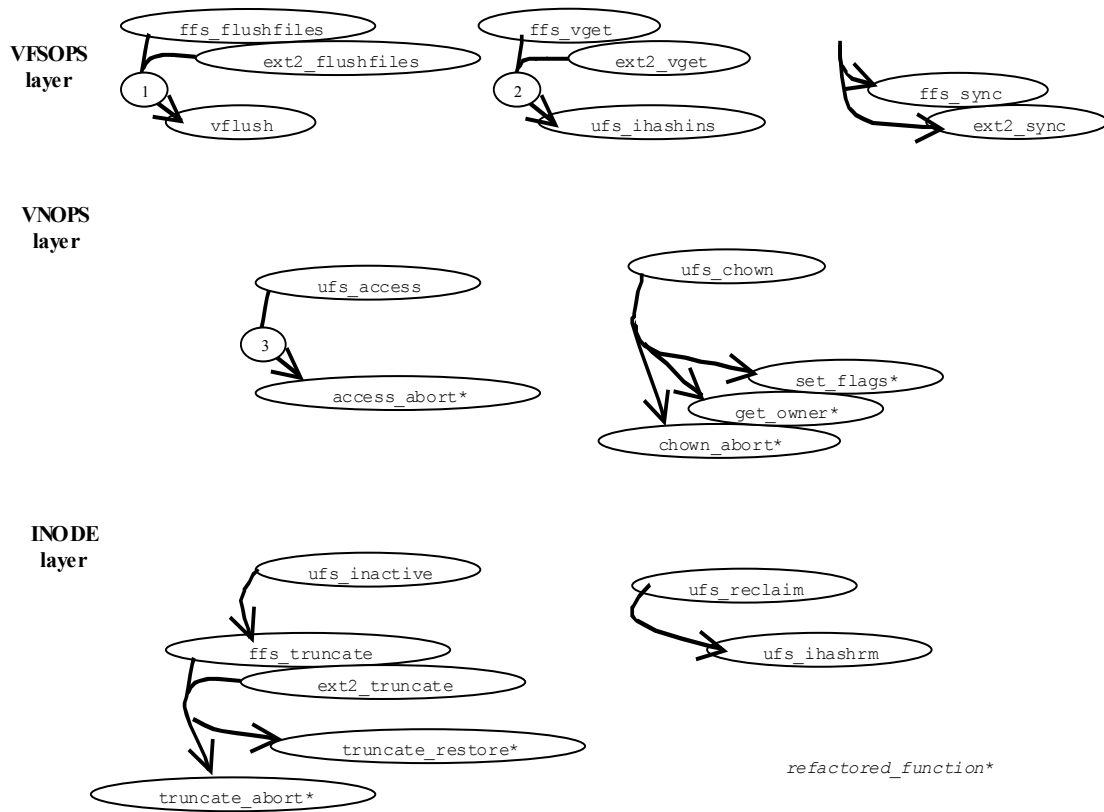 VFSOPS
layer
ffs_flushfiles
ext2_flushfiles
1
vflush
ffs_vget
ext2_vget
2
ufs_ihashins
ffs_sync
ext2_sync
VNOPS
layer
ufs_access
3
access_abort*
ufs_chown
set_flags*
get_owner*
chown_abort*
INODE
layer
ufs_inactive
ffs_truncate
ext2_truncate
truncate_restore*
truncate_abort*
ufs_reclaim
ufs_ihashrm
refactored_function*